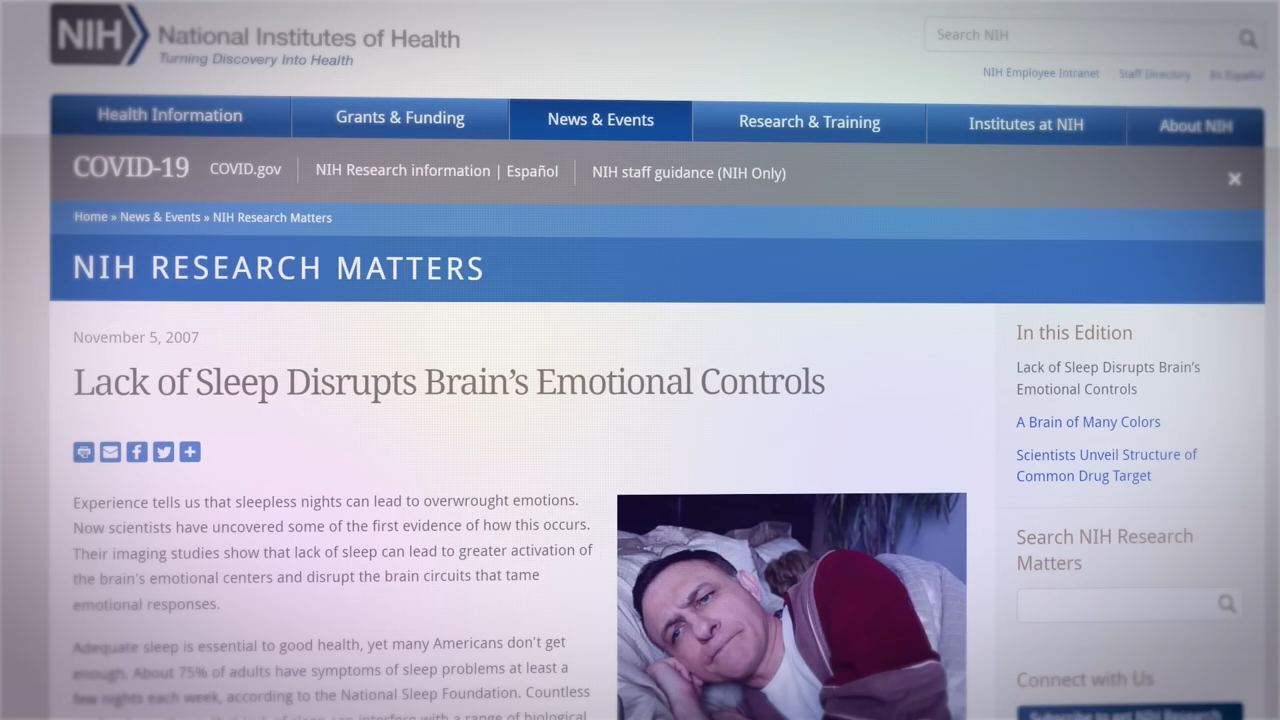 NIH
National Institutes of Health
Turning Discovery Into Health
Search NIH
NIH Employee Intranet
Staff Directory
En Español
Health Information
Grants & Funding
News & Events
Research & Training
Institutes at NIH
About NIH
COVID-19
COVID.gov
NIH Research information | Español
NIH staff guidance (NIH Only)
Home » News & Events » NIH Research Matters
NIH RESEARCH MATTERS
November 5, 2007
Lack of Sleep Disrupts Brain's Emotional Controls
Experience tells us that sleepless nights can lead to overwrought emotions.
Now scientists have uncovered some of the first evidence of how this occurs.
Their imaging studies show that lack of sleep can lead to greater activation of
the brain's emotional centers and disrupt the brain circuits that tame
emotional responses.
Adequate sleep is essential to good health, yet many Americans don't get
enough. About 75% of adults have symptoms of sleep problems at least a
few nights each week, according to the National Sleep Foundation. Countless
with a range of biological
In this Edition
Lack of Sleep Disrupts Brain's
Emotional Controls
A Brain of Many Colors
Scientists Unveil Structure of
Common Drug Target
Search NIH Research
Matters
Connect with Us